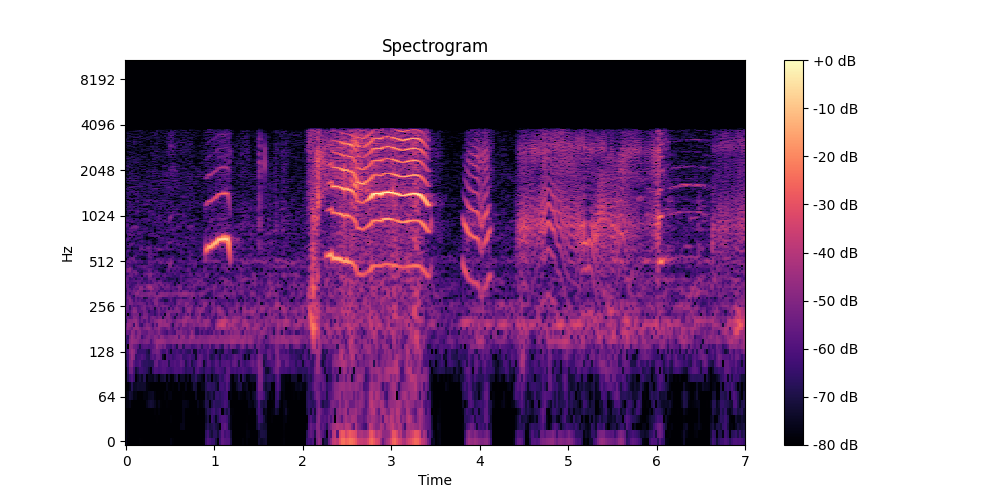 Spectrogram
8192
4096
2048
1024
512
256
128
64
0
Hz
0 1 2 3 4 5 6 7
Time
+0 dB
-10 dB
-20 dB
-30 dB
-40 dB
-50 dB
-60 dB
-70 dB
-80 dB